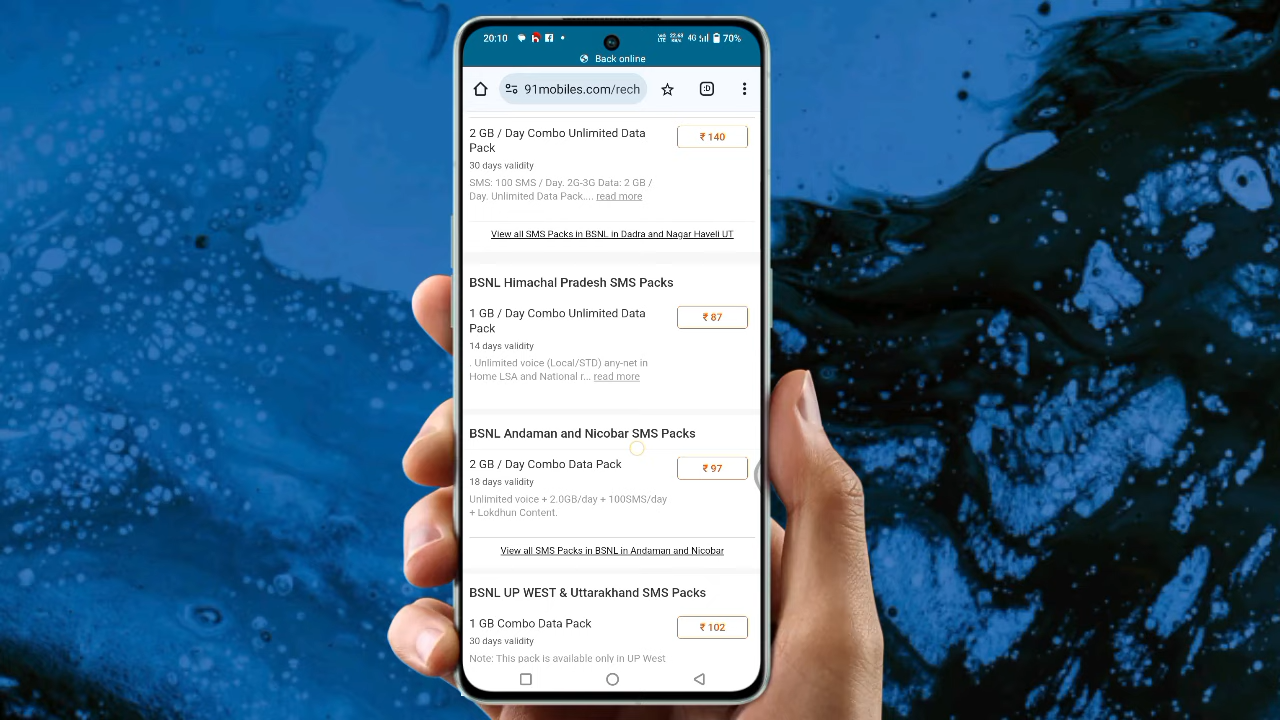 20:10
70%
4G
Back online
91mobiles.com/rech
2 GB / Day Combo Unlimited Data
Pack
₹ 140
30 days validity
SMS: 100 SMS / Day. 2G-3G Data: 2 GB /
Day. Unlimited Data Pack.... read more
View all SMS Packs in BSNL in Dadra and Nagar Haveli UT
BSNL Himachal Pradesh SMS Packs
1 GB / Day Combo Unlimited Data
Pack
₹ 87
14 days validity
. Unlimited voice (Local/STD) any-net in
Home LSA and National r... read more
BSNL Andaman and Nicobar SMS Packs
2 GB / Day Combo Data Pack
₹ 97
18 days validity
Unlimited voice + 2.0GB/day + 100SMS/day
+ Lokdhun Content.
View all SMS Packs in BSNL in Andaman and Nicobar
BSNL UP WEST & Uttarakhand SMS Packs
1 GB Combo Data Pack
₹ 102
30 days validity
Note: This pack is available only in UP West